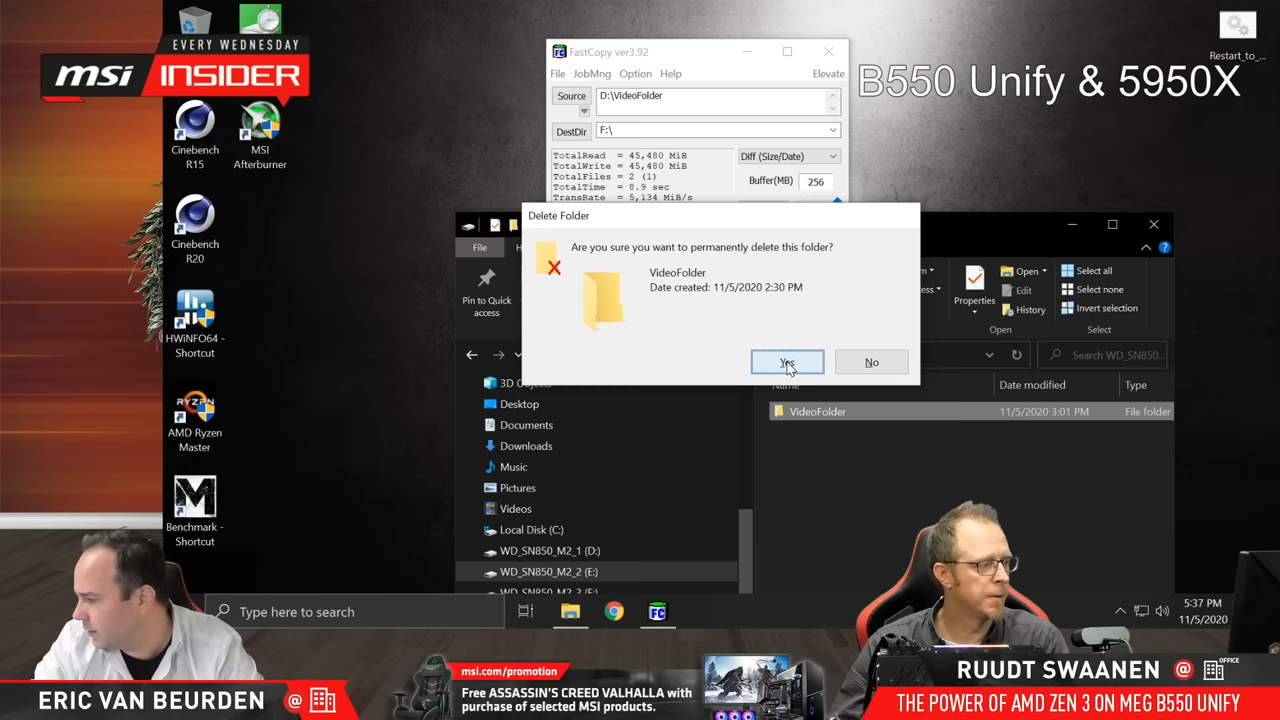 EVERY WEDNESDAY
msi INSIDER
B550 Unify & 5950X
Restart_to_...
Cinebench
R15
MSI
Afterburner
Cinebench
R20
HWiNFO64 -
Shortcut
RYZEN
AMD Ryzen
Master
Benchmark -
Shortcut
FC FastCopy ver3.92
File JobMng Option Help Elevate
Source D:\VideoFolder
DestDir F:\
TotalRead = 45,480 MiB
TotalWrite = 45,480 MiB
TotalFiles = 2 (1)
TotalTime = 8.9 sec
TransRate = 5,134 MiB/s
Diff (Size/Date)
Buffer(MB) 256
Delete Folder
Are you sure you want to permanently delete this folder?
VideoFolder
Date created: 11/5/2020 2:30 PM
Yes No
File
Pin to Quick
access
Properties
Open
Edit
History
Open
Select all
Select none
Invert selection
Select
Search WD_SN850...
Name Date modified Type
VideoFolder 11/5/2020 3:01 PM File folder
3D Objects
Desktop
Documents
Downloads
Music
Pictures
Videos
Local Disk (C:)
WD_SN850_M2_1 (D:)
WD_SN850_M2_2 (E:)
WD_SN850_M2_3 (F:)
Type here to search
FC
5:37 PM
11/5/2020
ERIC VAN BEURDEN @
msi.com/promotion
Free ASSASSIN'S CREED VALHALLA with
purchase of selected MSI products.
RUUDT SWAANEN @ OFFICE
THE POWER OF AMD ZEN 3 ON MEG B550 UNIFY